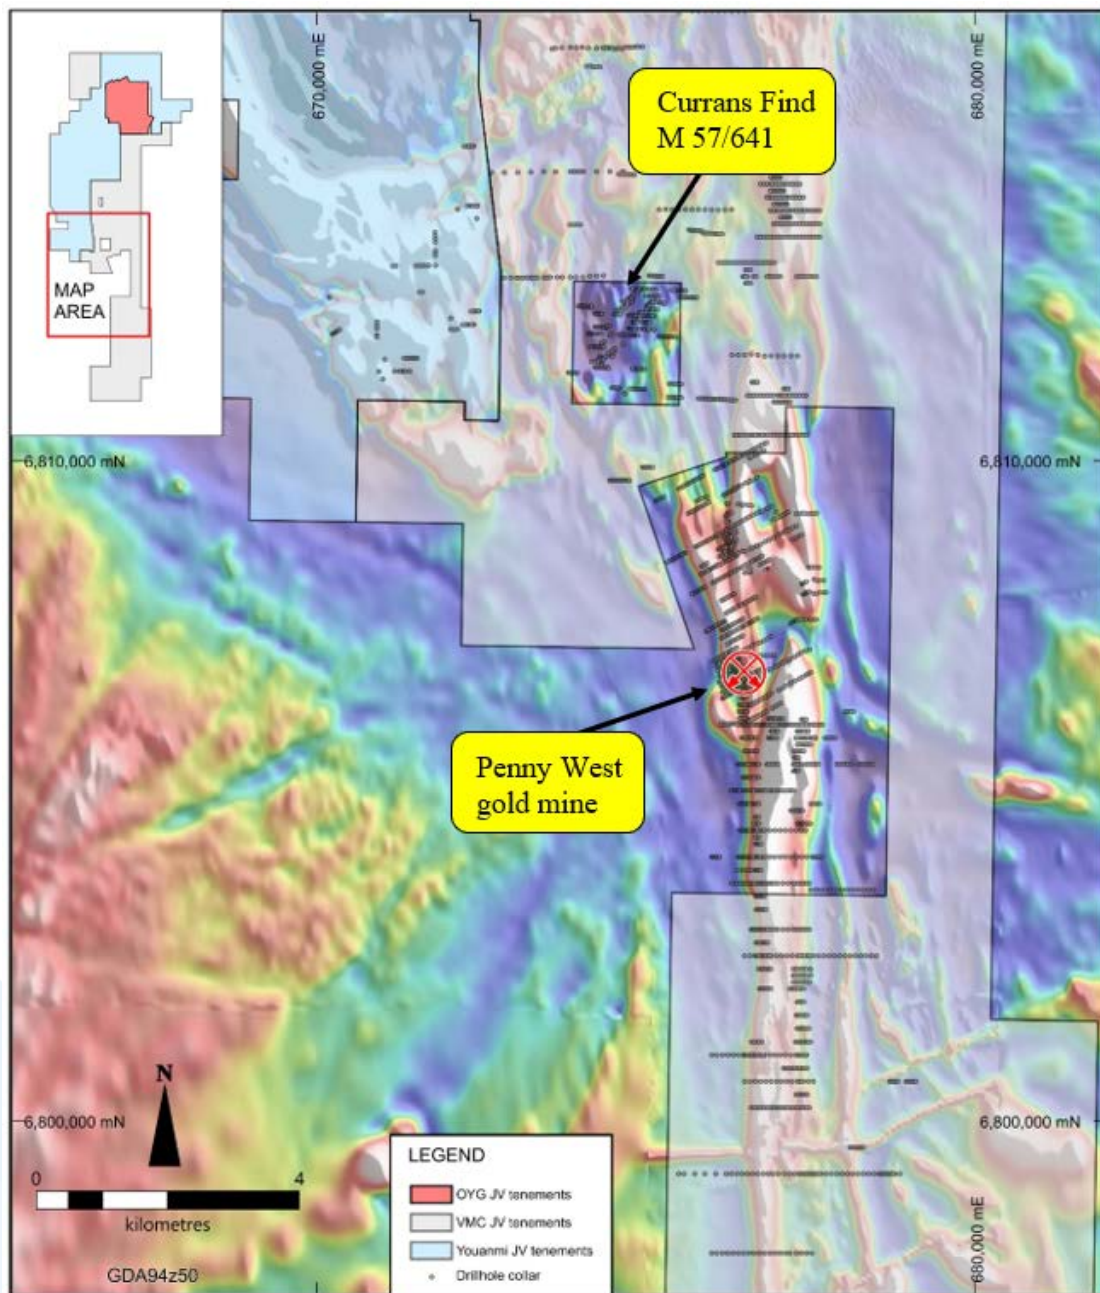 670,000 mE
680,000 mE
Currans Find
M 57/641
MAP
AREA
6,810,000 mN
6,810,000 mN
Penny West
gold mine
N
6,800,000 mN
6,800,000 mN
0
4
kilometres
GDA94z50
LEGEND
OYG JV tenements
VMC JV tenements
Youanmi JV tenements
Drillhole collar
680,000 mE